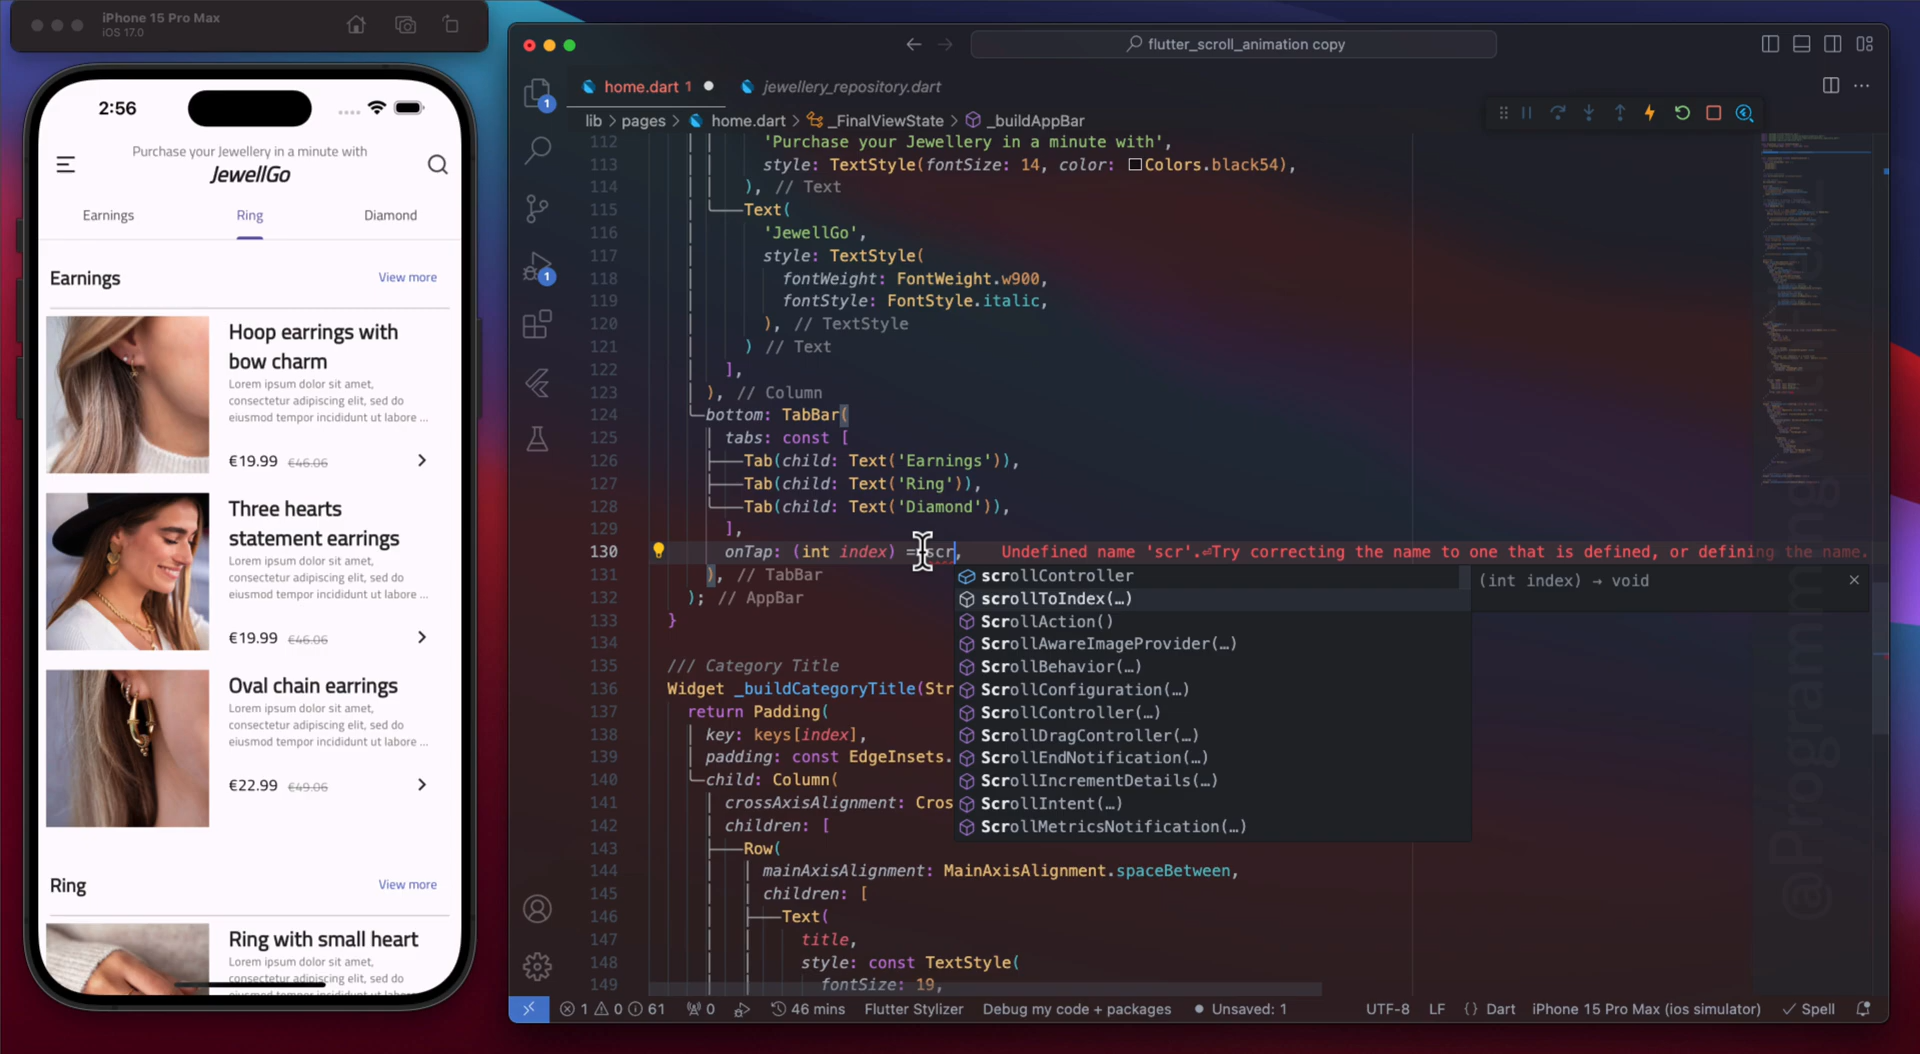 iPhone 15 Pro Max
iOS 17.0
2:56
Purchase your Jewellery in a minute with
JewellGo
Earnings Ring Diamond
Earnings View more
Hoop earrings with
bow charm
Lorem ipsum dolor sit amet,
consectetur adipiscing elit, sed do
eiusmod tempor incididunt ut labore ...
€19.99 €46.06
Three hearts
statement earrings
Lorem ipsum dolor sit amet,
consectetur adipiscing elit, sed do
eiusmod tempor incididunt ut labore ...
€19.99 €46.06
Oval chain earrings
Lorem ipsum dolor sit amet,
consectetur adipiscing elit, sed do
eiusmod tempor incididunt ut labore ...
€22.99 €49.06
Ring View more
Ring with small heart
Lorem ipsum dolor sit amet,
consectetur adipiscing elit, sed do
flutter_scroll_animation copy
home.dart 1 jewellery_repository.dart
lib > pages > home.dart > _FinalViewState > _buildAppBar
112 'Purchase your Jewellery in a minute with',
113 style: TextStyle(fontSize: 14, color: Colors.black54),
114 ), // Text
115 Text(
116 'JewellGo',
117 style: TextStyle(
118 fontWeight: FontWeight.w900,
119 fontStyle: FontStyle.italic,
120 ), // TextStyle
121 ) // Text
122 ],
123 ), // Column
124 bottom: TabBar(
125 tabs: const [
126 Tab(child: Text('Earnings')),
127 Tab(child: Text('Ring')),
128 Tab(child: Text('Diamond')),
129 ],
130 onTap: (int index) => scr, Undefined name 'scr'.⏎Try correcting the name to one that is defined, or defining the name.
131 ), // TabBar
132 ); // AppBar
133 }
134
135 /// Category Title
136 Widget _buildCategoryTitle(Str
137 return Padding(
138 key: keys[index],
139 padding: const EdgeInsets.
140 child: Column(
141 crossAxisAlignment: Cros
142 children: [
143 Row(
144 mainAxisAlignment: MainAxisAlignment.spaceBetween,
145 children: [
146 Text(
147 title,
148 style: const TextStyle(
149 fontSize: 19,
scrollController
scrollToIndex(…)
ScrollAction()
ScrollAwareImageProvider(…)
ScrollBehavior(…)
ScrollConfiguration(…)
ScrollController(…)
ScrollDragController(…)
ScrollEndNotification(…)
ScrollIncrementDetails(…)
ScrollIntent(…)
ScrollMetricsNotification(…)
(int index) → void
1
1
1 0 61 0 46 mins Flutter Stylizer Debug my code + packages Unsaved: 1 UTF-8 LF {} Dart iPhone 15 Pro Max (ios simulator) Spell